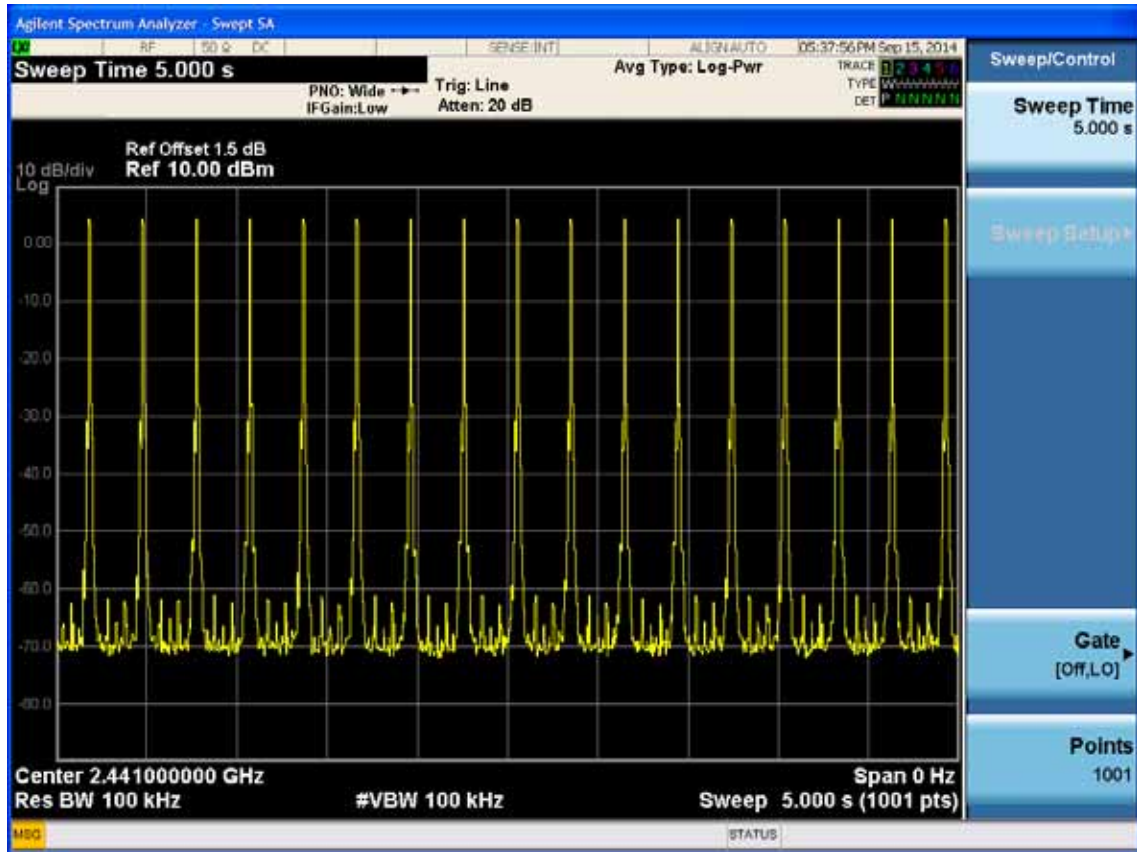 Agilent Spectrum Analyzer - Swept SA
RF 50 Ω DC SENSE:INT ALIGN AUTO 05:37:56 PM Sep 15, 2014
Sweep Time 5.000 s
PNO: Wide
IFGain:Low
Trig: Line
Atten: 20 dB
Avg Type: Log-Pwr
TRACE 1 2 3 4 5 6
TYPE
DET P N N N N N
Ref Offset 1.5 dB
10 dB/div Ref 10.00 dBm
Log
0.00
-10.0
-20.0
-30.0
-40.0
-50.0
-60.0
-70.0
-80.0
Center 2.441000000 GHz Span 0 Hz
Res BW 100 kHz #VBW 100 kHz Sweep 5.000 s (1001 pts)
MSG STATUS
Sweep/Control
Sweep Time
5.000 s
Sweep Setup
Gate
[Off,LO]
Points
1001